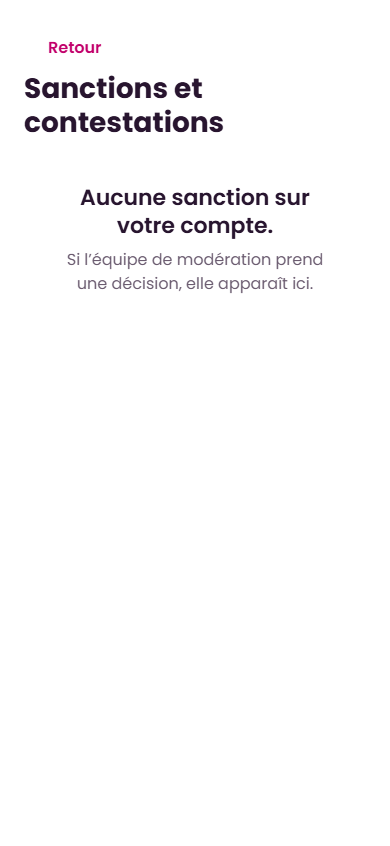 Retour
Sanctions et
contestations
Aucune sanction sur
votre compte.
Si l’équipe de modération prend
une décision, elle apparaît ici.